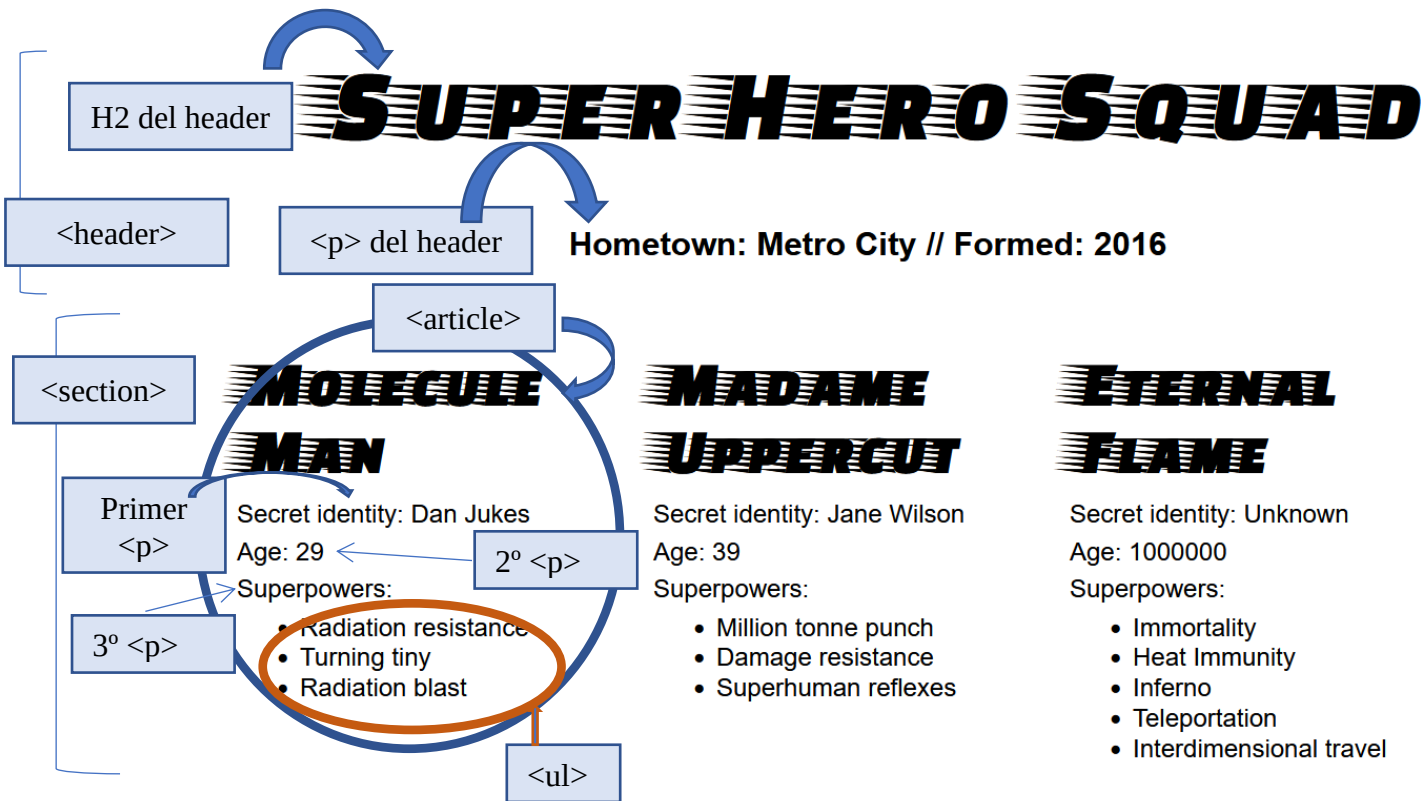 H2 del header
SUPER HERO SQUAD
<header>
<p> del header
Hometown: Metro City // Formed: 2016
<article>
<section>
MOLECULE
MAN
Primer
<p>
Secret identity: Dan Jukes
Age: 29
2º <p>
Superpowers:
3º <p>
• Radiation resistance
• Turning tiny
• Radiation blast
<ul>
MADAME
UPPERCUT
Secret identity: Jane Wilson
Age: 39
Superpowers:
• Million tonne punch
• Damage resistance
• Superhuman reflexes
ETERNAL
FLAME
Secret identity: Unknown
Age: 1000000
Superpowers:
• Immortality
• Heat Immunity
• Inferno
• Teleportation
• Interdimensional travel